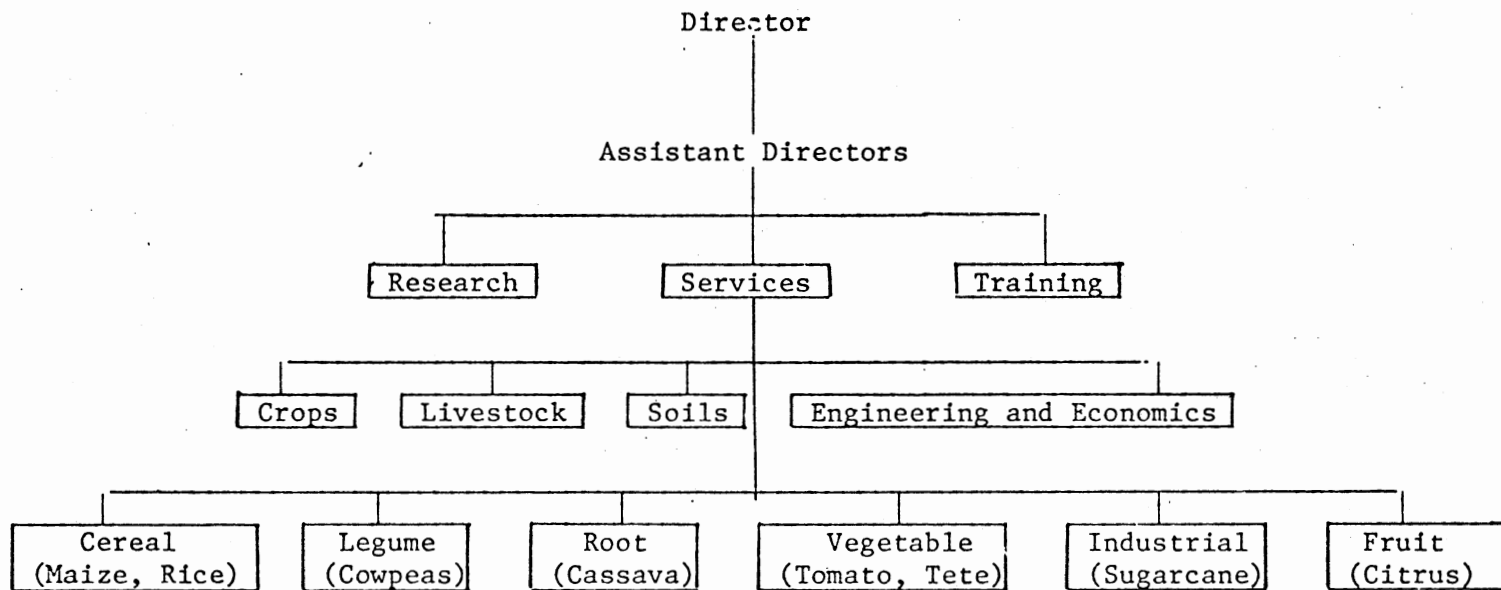 Director
Assistant Directors
Research Services Training
Crops Livestock Soils Engineering and Economics
Cereal Legume Root Vegetable Industrial Fruit
(Maize, Rice) (Cowpeas) (Cassava) (Tomato, Tete) (Sugarcane) (Citrus)